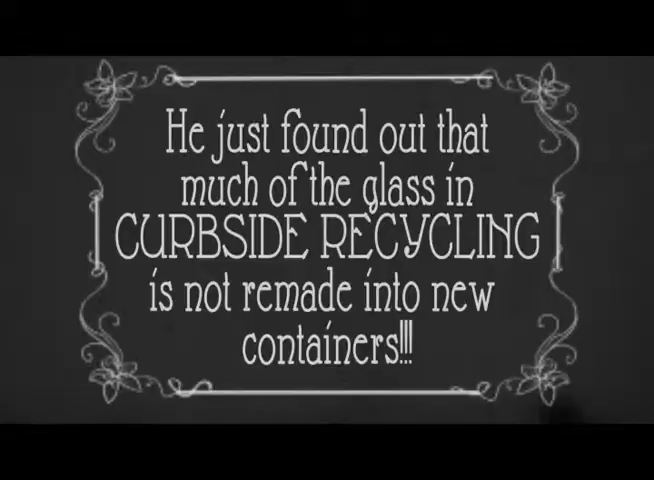 He just found out that
much of the glass in
CURBSIDE RECYCLING
is not remade into new
containers!!!